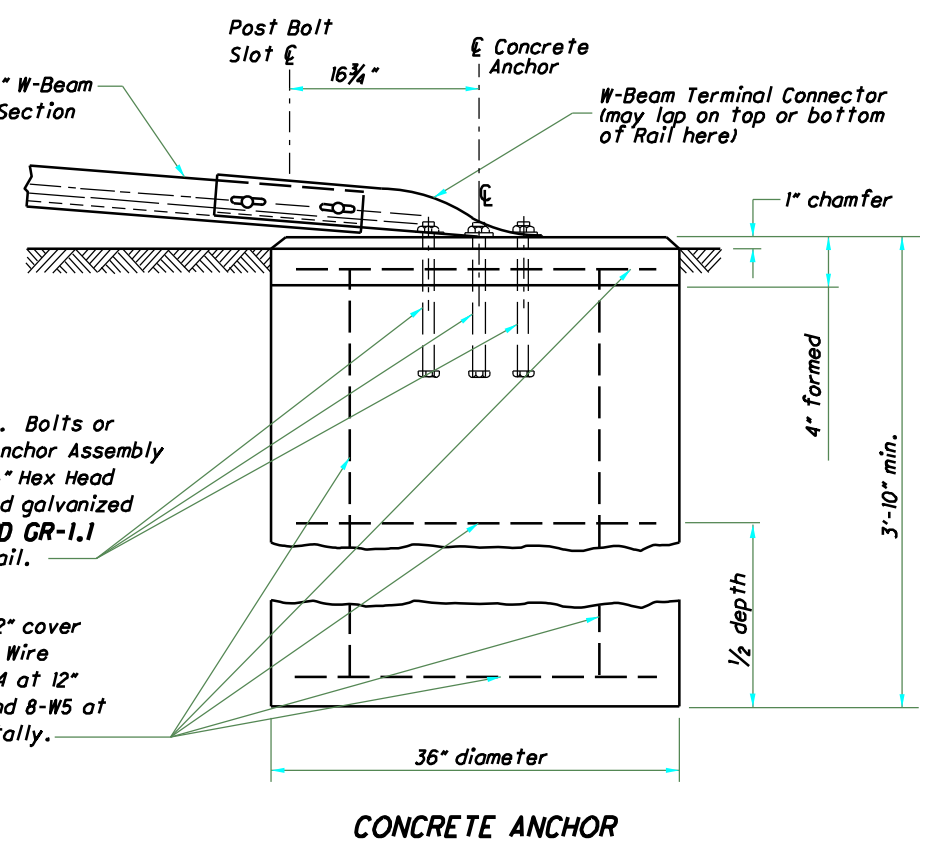 Post Bolt
Slot ℄
℄ Concrete
Anchor
16¾"
" W-Beam
Section
W-Beam Terminal Connector
(may lap on top or bottom
of Rail here)
℄
1" chamfer
4" formed
3'-10" min.
. Bolts or
nchor Assembly
" Hex Head
d galvanized
D GR-1.1
ail.
½ depth
2" cover
Wire
4 at 12"
nd 8-W5 at
tally.
36" diameter
CONCRETE ANCHOR